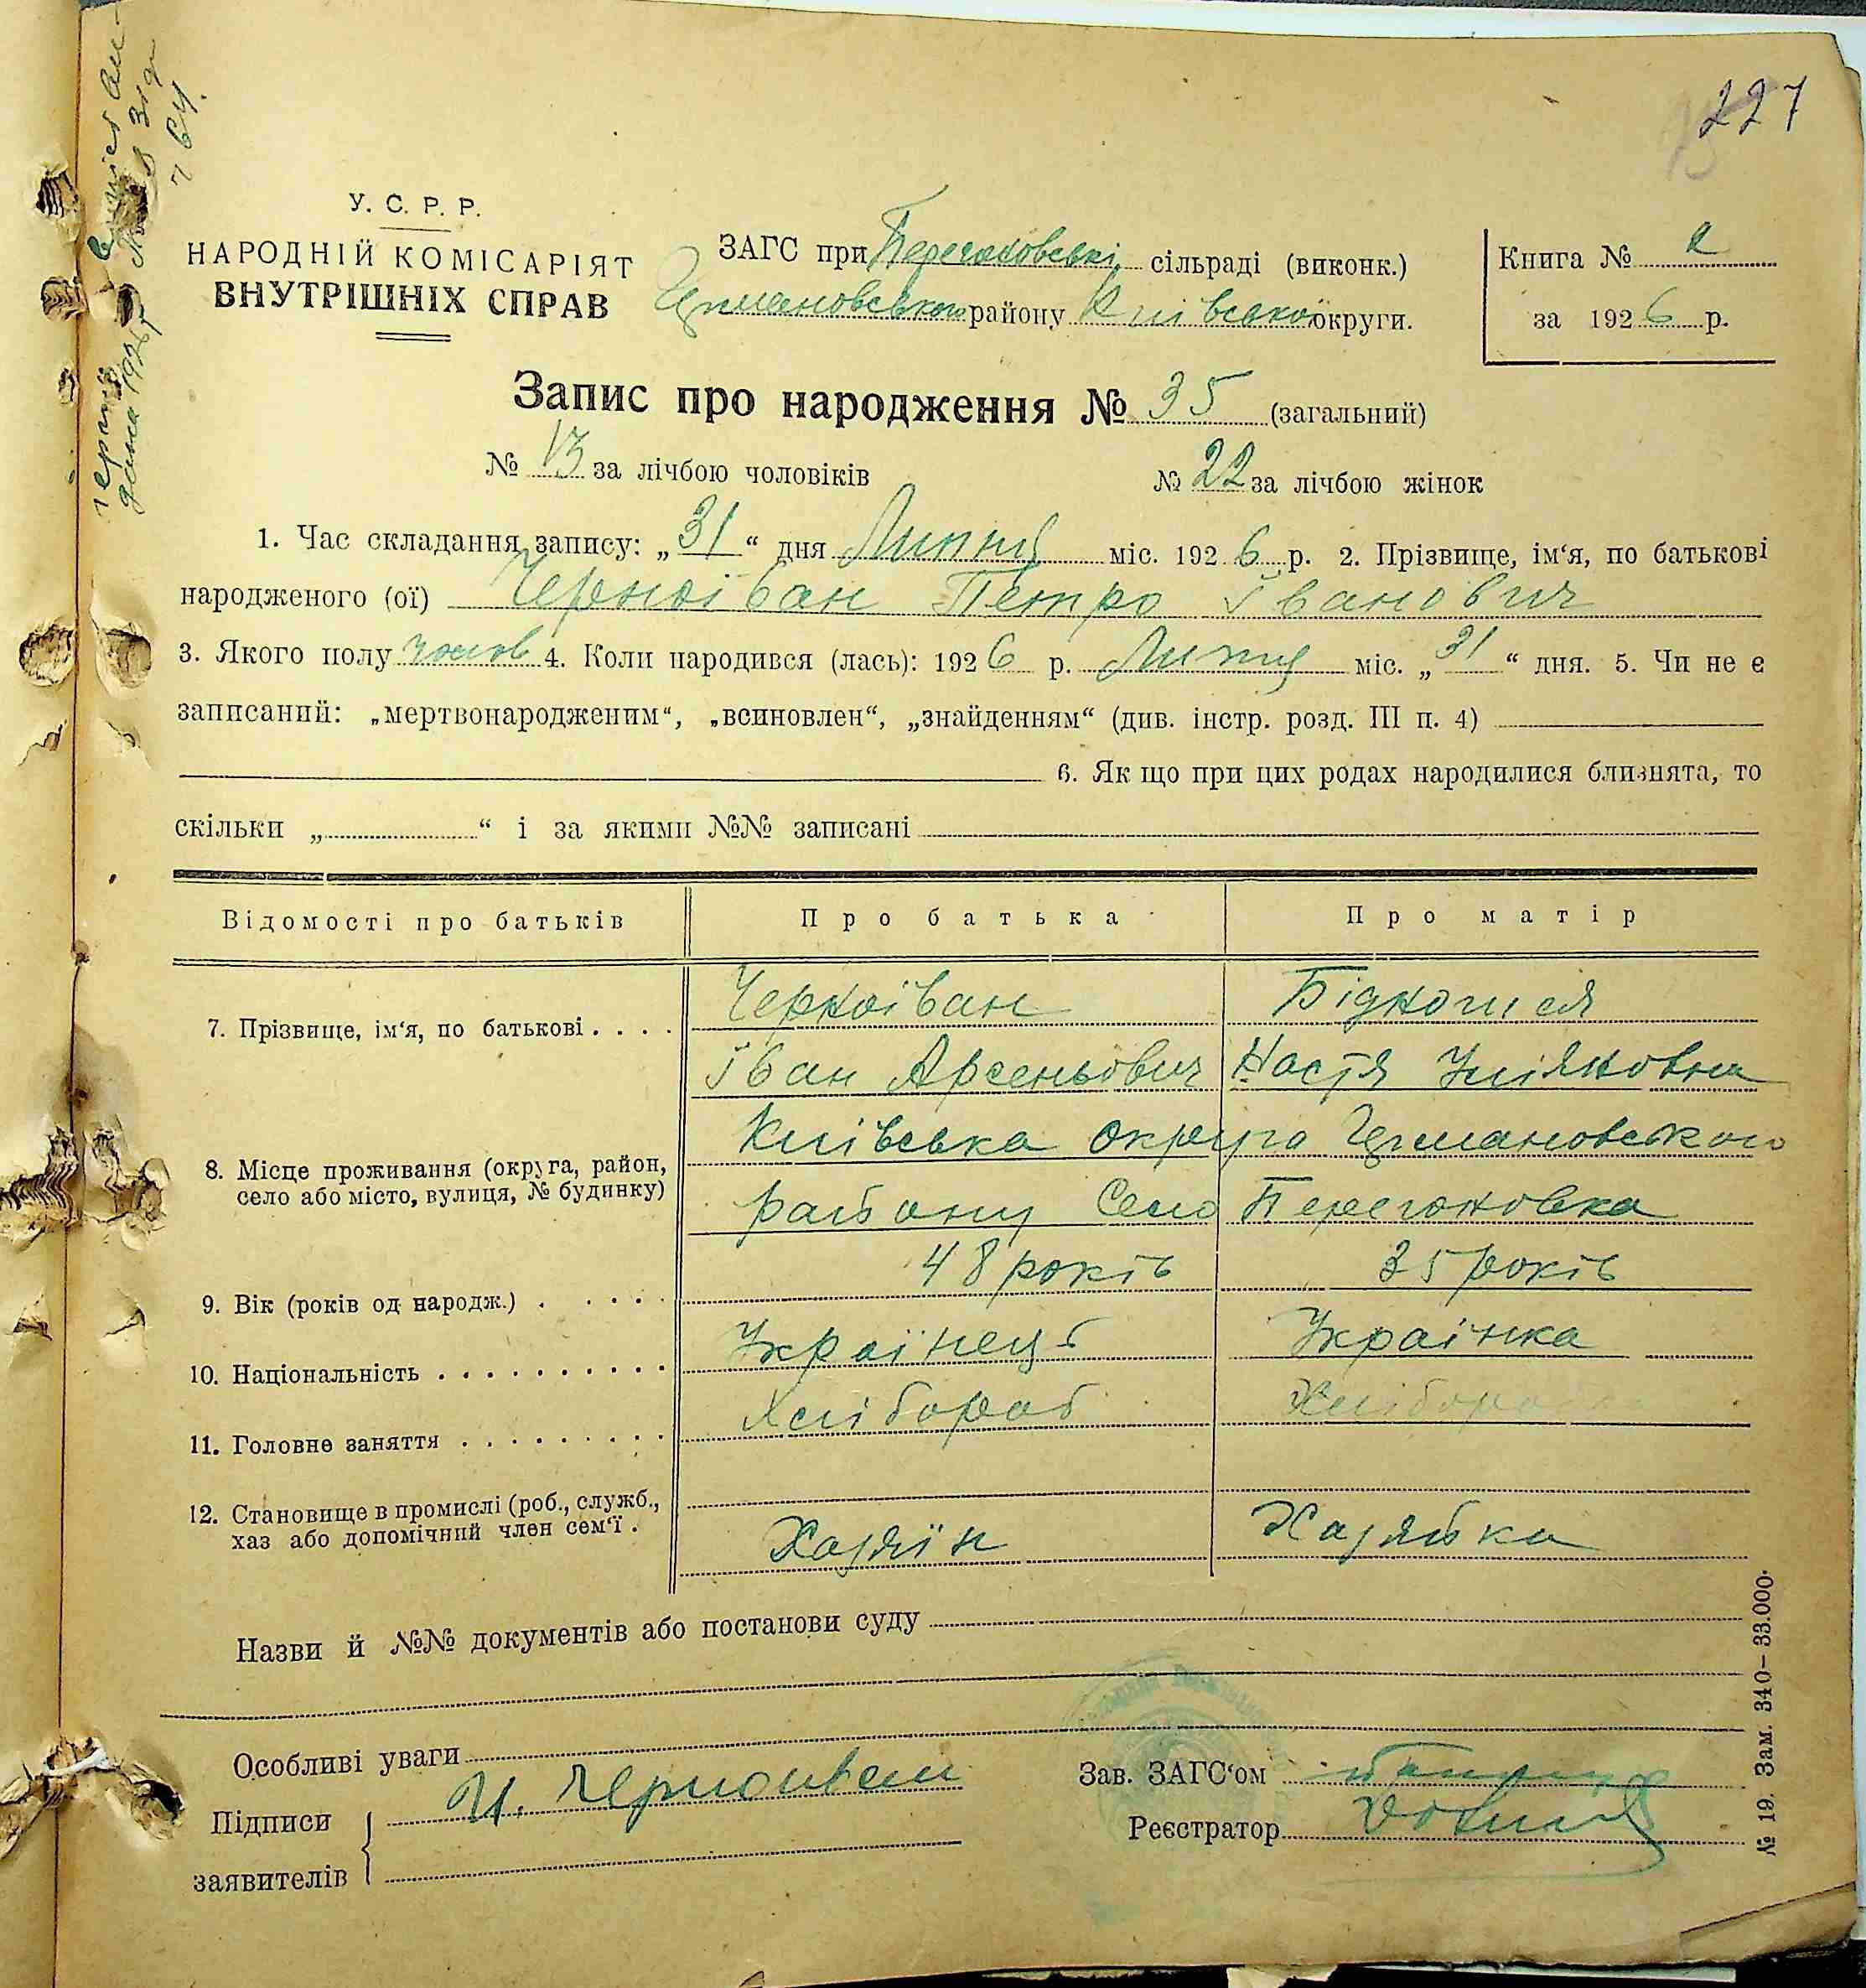 227
У. С. Р. Р.
НАРОДНІЙ КОМІСАРІЯТ
ВНУТРІШНІХ СПРАВ
ЗАГС при Перегоновські сільраді (виконк.)
району Київсько округи.
Книга № 2
за 1926 р.
Запис про народження № 35 (загальний)
№ 13 за лічбою чоловіків № 22 за лічбою жінок
1. Час складання запису: „31“ дня Липня міс. 1926 р. 2. Прізвище, ім‘я, по батькові
народженого (ої) Черноіван Петро Іванович
3. Якого полу чолов 4. Коли народився (лась): 1926 р. Липня міс. „31“ дня. 5. Чи не є
записаний: „мертвонародженим“, „всиновлен“, „знайденням“ (див. інстр. розд. III п. 4)
6. Як що при цих родах народилися близнята, то
скільки „ “ і за якими №№ записані
Відомості про батьків Про батька Про матір
7. Прізвище, ім‘я, по батькові . . . . Черноіван Бідногися
Іван Арсеньович Настя
8. Місце проживання (округа, район, село або місто, вулиця, № будинку) Київська округа
району Село Перегоновка
9. Вік (років од народж.) . . . . . 48 років 35 років
10. Національність . . . . . . . . . . Українець Українка
11. Головне заняття . . . . . . . . . Хлібороб Хлібороб
12. Становище в промислі (роб., служб.,
хаз або допомічний член сем‘ї . Хазяїн Хазяйка
Назви й №№ документів або постанови суду
Особливі уваги
Підписи
заявителів
И. Черноиван
Зав. ЗАГС‘ом
Реєстратор
№ 19. Зам. 340–33.000.